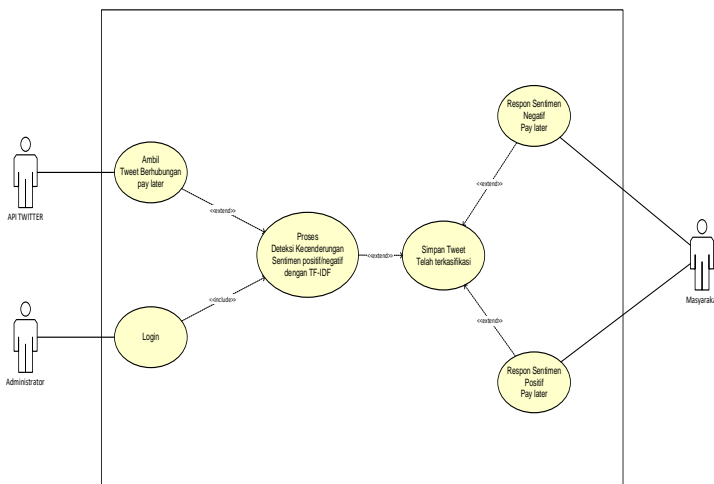 Respon Sentimen
Negatif
Pay later
Ambil
Tweet Berhubungan
pay later
API TWITTER
<<extend>>
<<extend>>
Proses
Deteksi Kecenderungan
Sentimen positif/negatif
dengan TF-IDF
<<extend>>
Simpan Tweet
Telah terkasifikasi
Masyaraka
<<include>>
Login
Administrator
<<extend>>
Respon Sentimen
Positif
Pay later